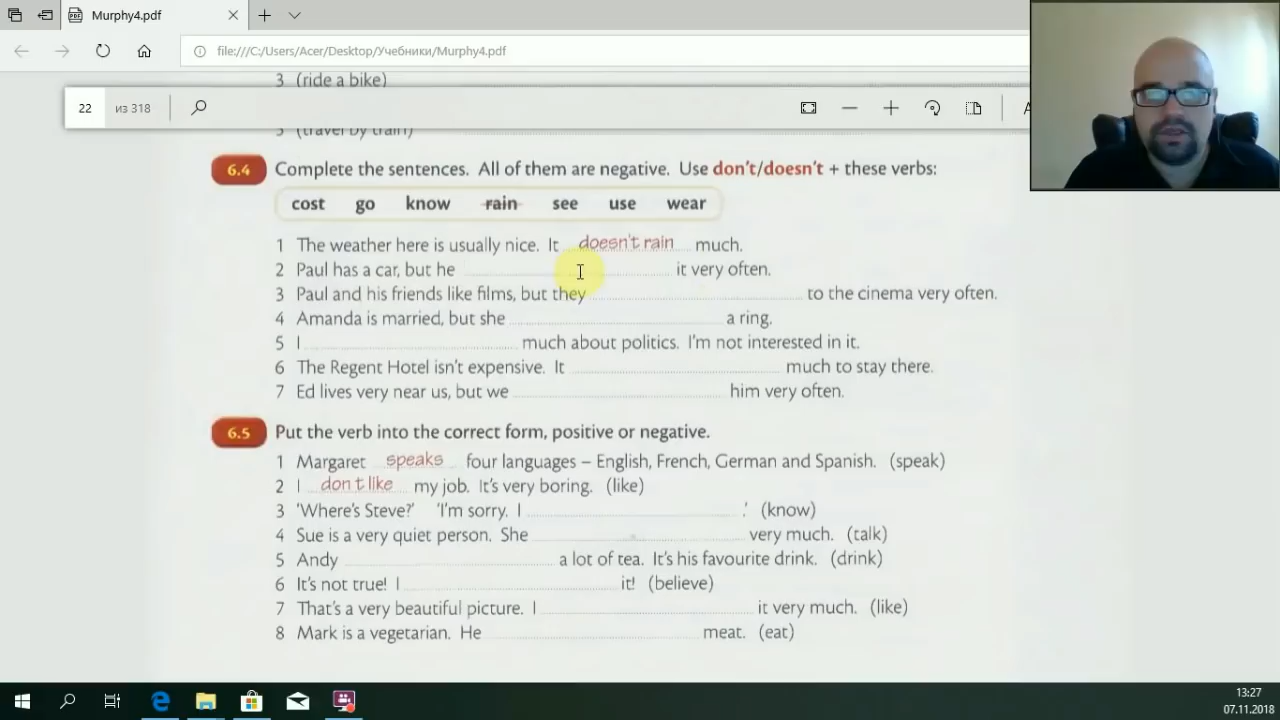 Murphy4.pdf
file:///C:/Users/Acer/Desktop/Учебники/Murphy4.pdf
3 (ride a bike)
22 из 318
5 (travel by train)
6.4 Complete the sentences. All of them are negative. Use don't/doesn't + these verbs:
cost go know rain see use wear
1 The weather here is usually nice. It doesn't rain much.
2 Paul has a car, but he it very often.
3 Paul and his friends like films, but they to the cinema very often.
4 Amanda is married, but she a ring.
5 I much about politics. I'm not interested in it.
6 The Regent Hotel isn't expensive. It much to stay there.
7 Ed lives very near us, but we him very often.
6.5 Put the verb into the correct form, positive or negative.
1 Margaret speaks four languages – English, French, German and Spanish. (speak)
2 I don't like my job. It's very boring. (like)
3 'Where's Steve?' 'I'm sorry. I .' (know)
4 Sue is a very quiet person. She very much. (talk)
5 Andy a lot of tea. It's his favourite drink. (drink)
6 It's not true! I it! (believe)
7 That's a very beautiful picture. I it very much. (like)
8 Mark is a vegetarian. He meat. (eat)
13:27
07.11.2018